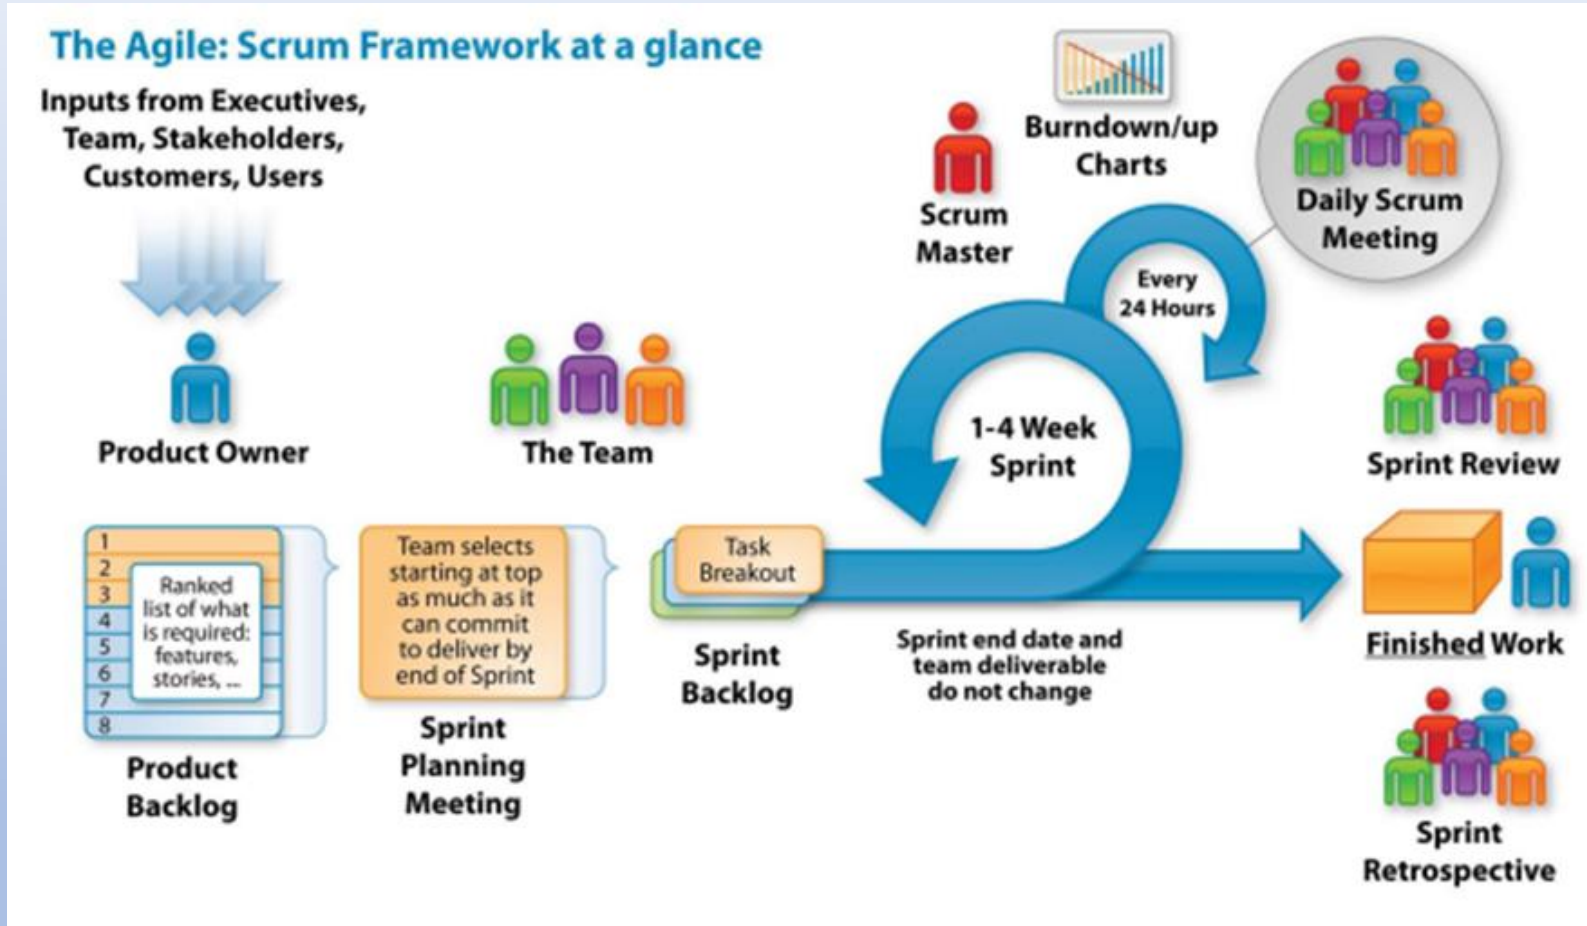 The Agile: Scrum Framework at a glance
Inputs from Executives,
Team, Stakeholders,
Customers, Users
Product Owner
The Team
Scrum
Master
Burndown/up
Charts
Daily Scrum
Meeting
Every
24 Hours
1-4 Week
Sprint
Sprint Review
1
2
3
4
5
6
7
8
Ranked
list of what
is required:
features,
stories, ...
Product
Backlog
Team selects
starting at top
as much as it
can commit
to deliver by
end of Sprint
Sprint
Planning
Meeting
Task
Breakout
Sprint
Backlog
Sprint end date and
team deliverable
do not change
Finished Work
Sprint
Retrospective